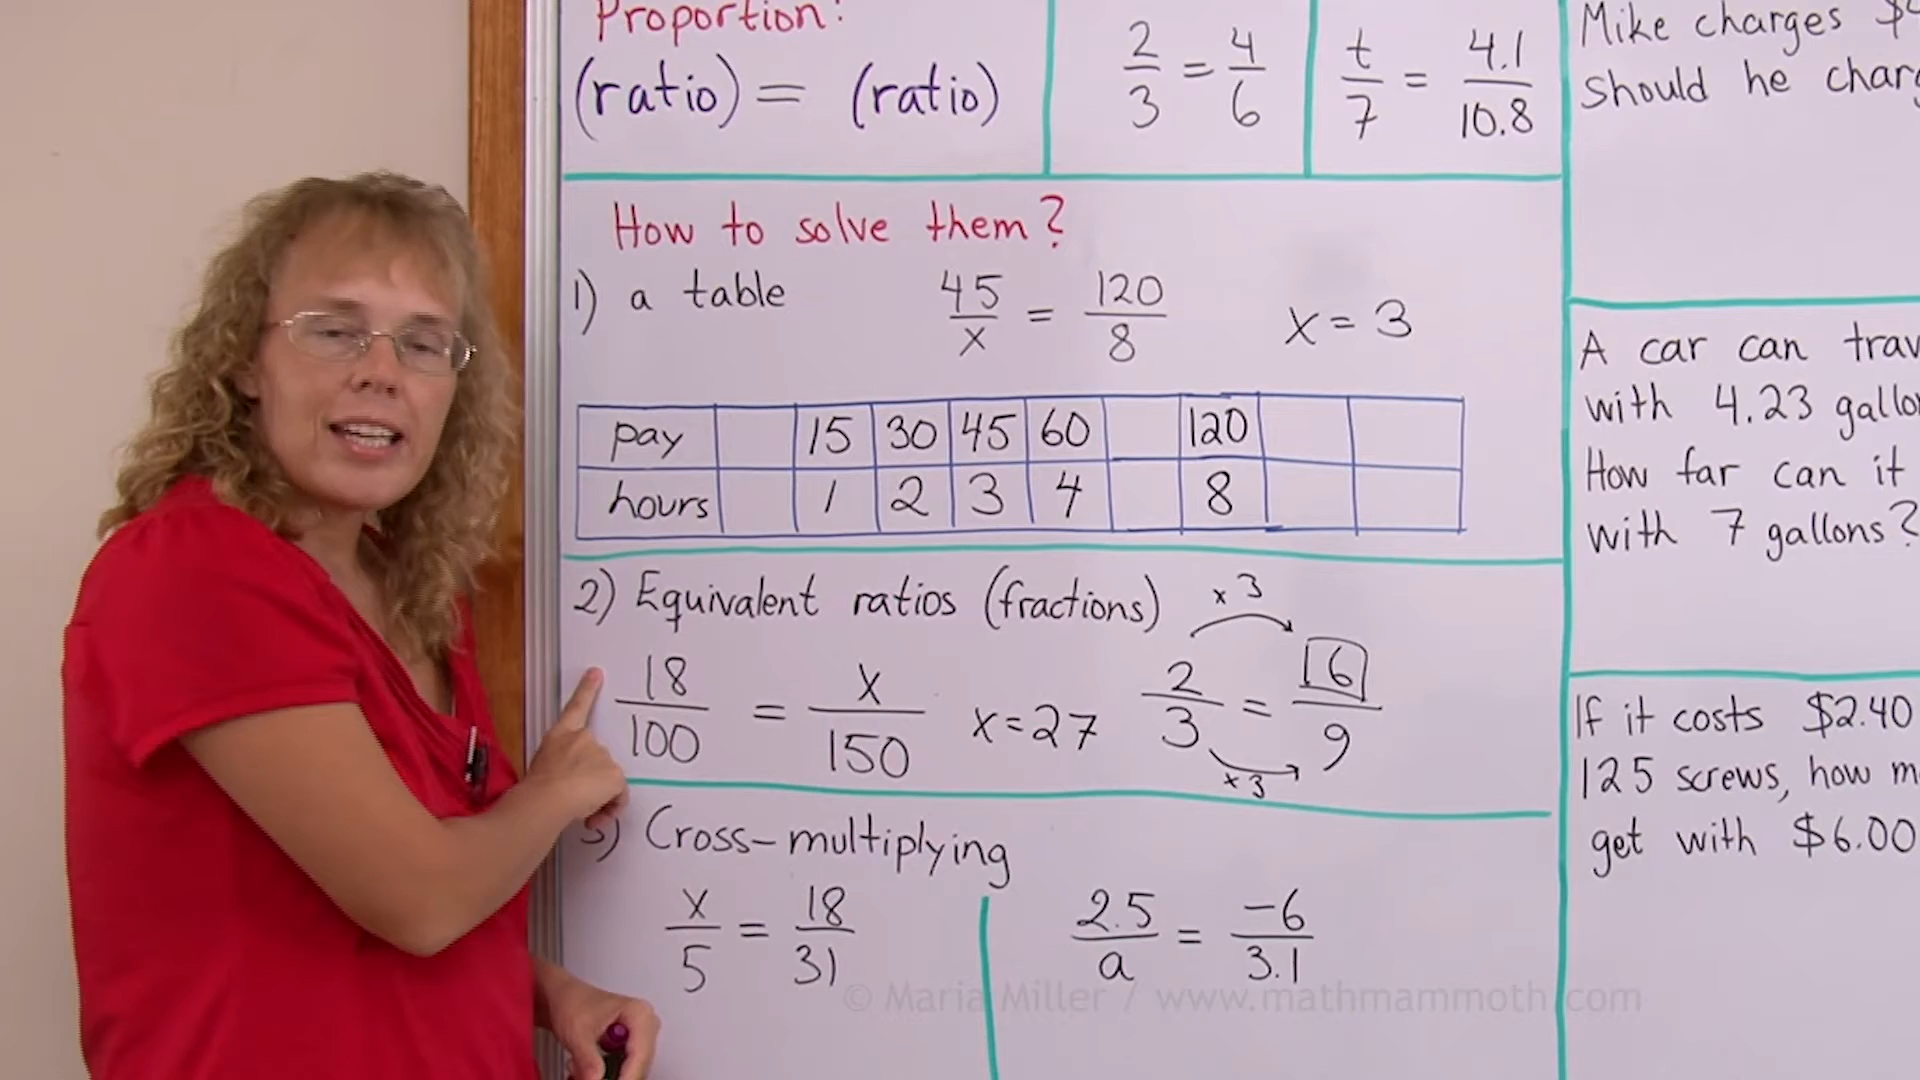 Proportion:
(ratio) = (ratio)
2/3 = 4/6
t/7 = 4.1/10.8
How to solve them?
1) a table
45/x = 120/8
x = 3
pay 15 30 45 60 120
hours 1 2 3 4 8
2) Equivalent ratios (fractions)
x 3
18/100 = x/150
x = 27
2/3 = 6/9
x 3
3) Cross-multiplying
x/5 = 18/31
2.5/a = -6/3.1
Mike charges
should he
A car can
with 4.23
How far can it
with 7 gallons?
If it costs $2.40
125 screws, how
get with $6.00
© Maria Miller / www.mathmammoth.com